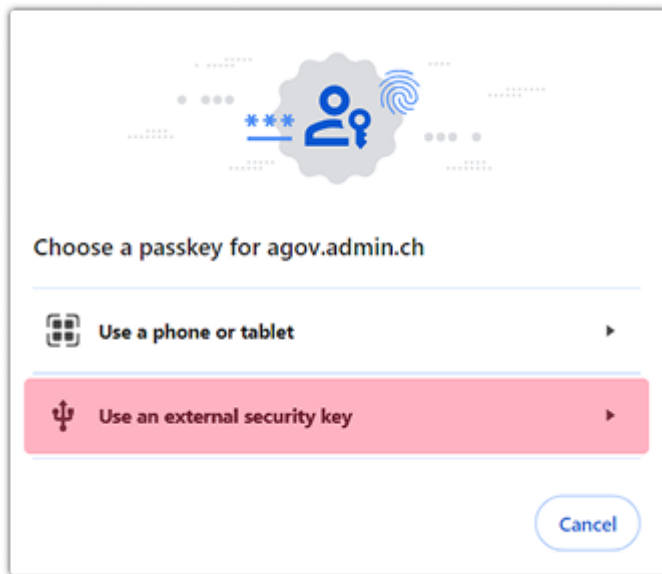 ***
Choose a passkey for agov.admin.ch
Use a phone or tablet
Use an external security key
Cancel